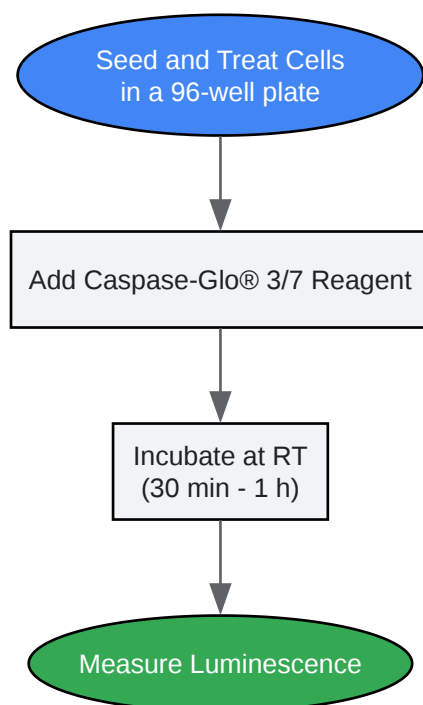 Seed and Treat Cells
in a 96-well plate
Add Caspase-Glo® 3/7 Reagent
Incubate at RT
(30 min - 1 h)
Measure Luminescence